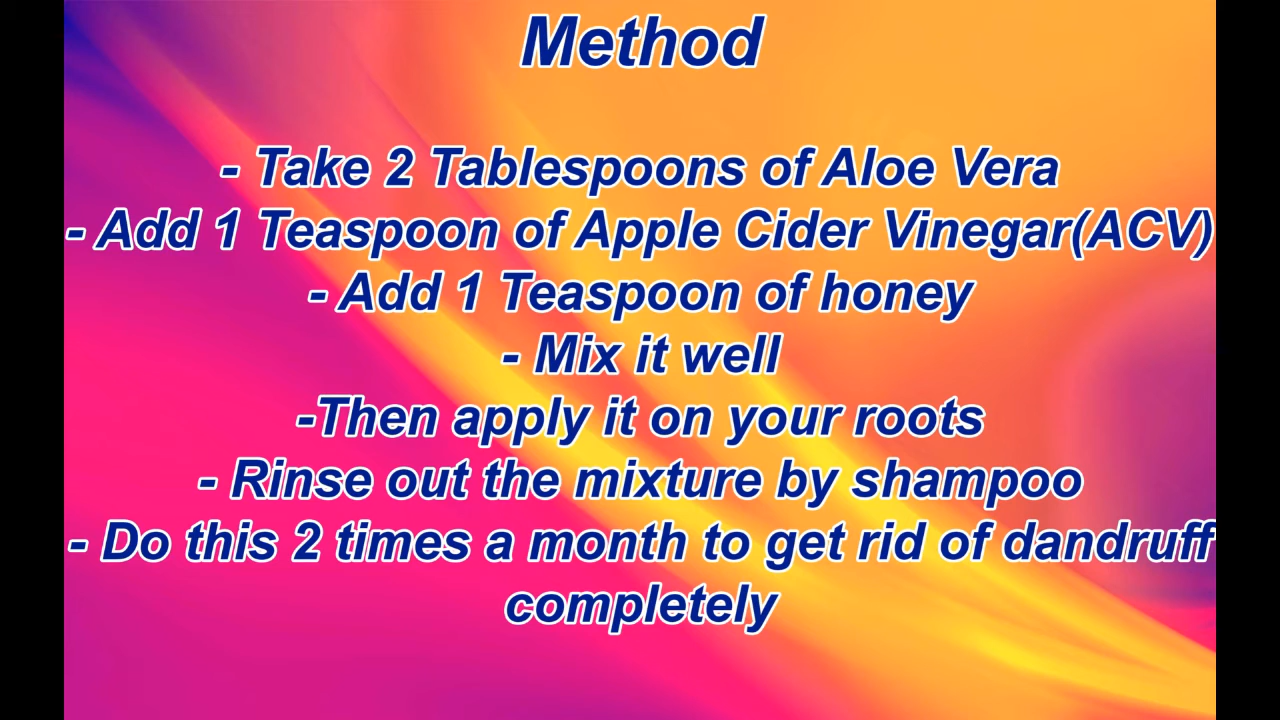 Method
- Take 2 Tablespoons of Aloe Vera
- Add 1 Teaspoon of Apple Cider Vinegar(ACV)
- Add 1 Teaspoon of honey
- Mix it well
-Then apply it on your roots
- Rinse out the mixture by shampoo
- Do this 2 times a month to get rid of dandruff
completely